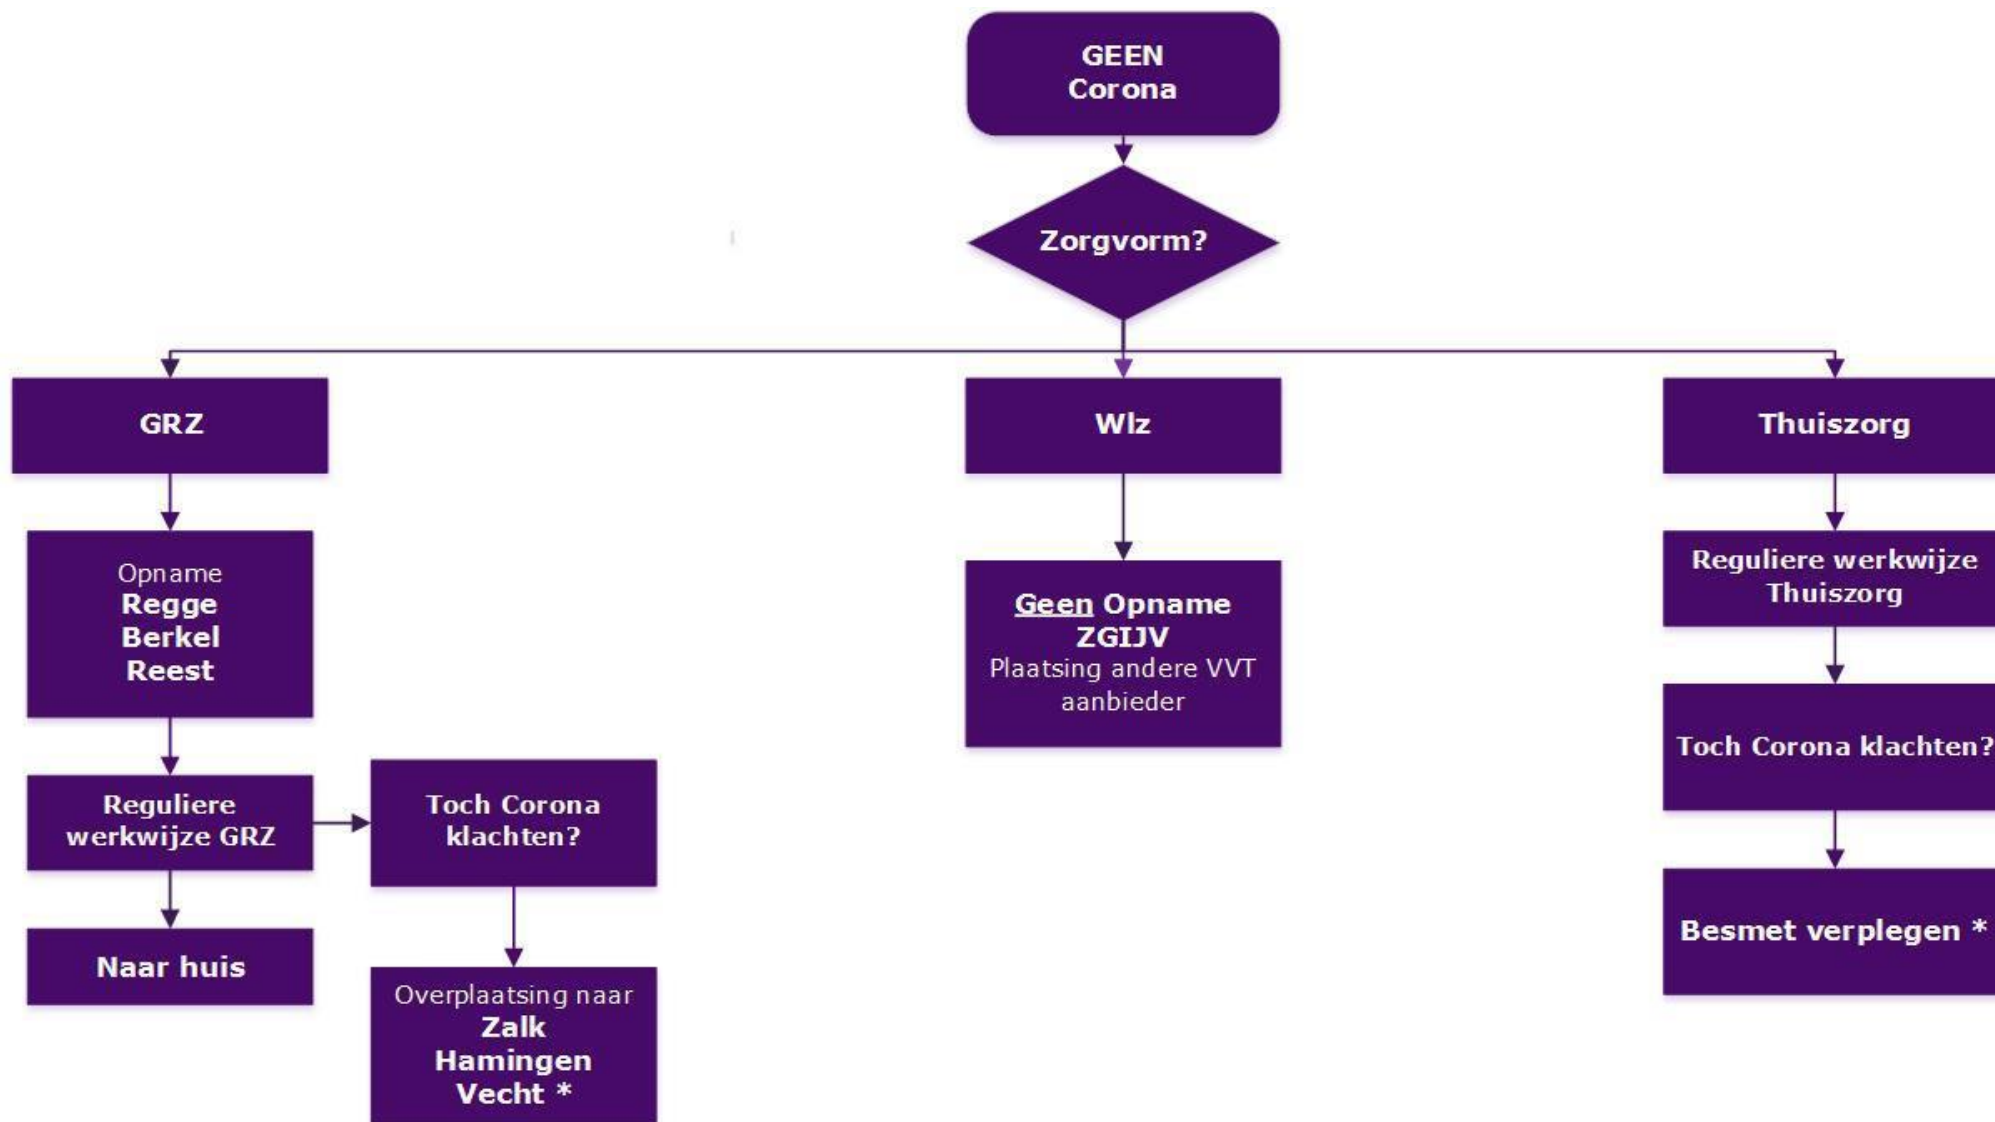 GEEN
Corona
Zorgvorm?
GRZ
Wlz
Thuiszorg
Opname
Regge
Berkel
Reest
Geen Opname
ZGIJV
Plaatsing andere VVT
aanbieder
Reguliere werkwijze
Thuiszorg
Reguliere
werkwijze GRZ
Toch Corona
klachten?
Toch Corona klachten?
Naar huis
Overplaatsing naar
Zalk
Hamingen
Vecht *
Besmet verplegen *